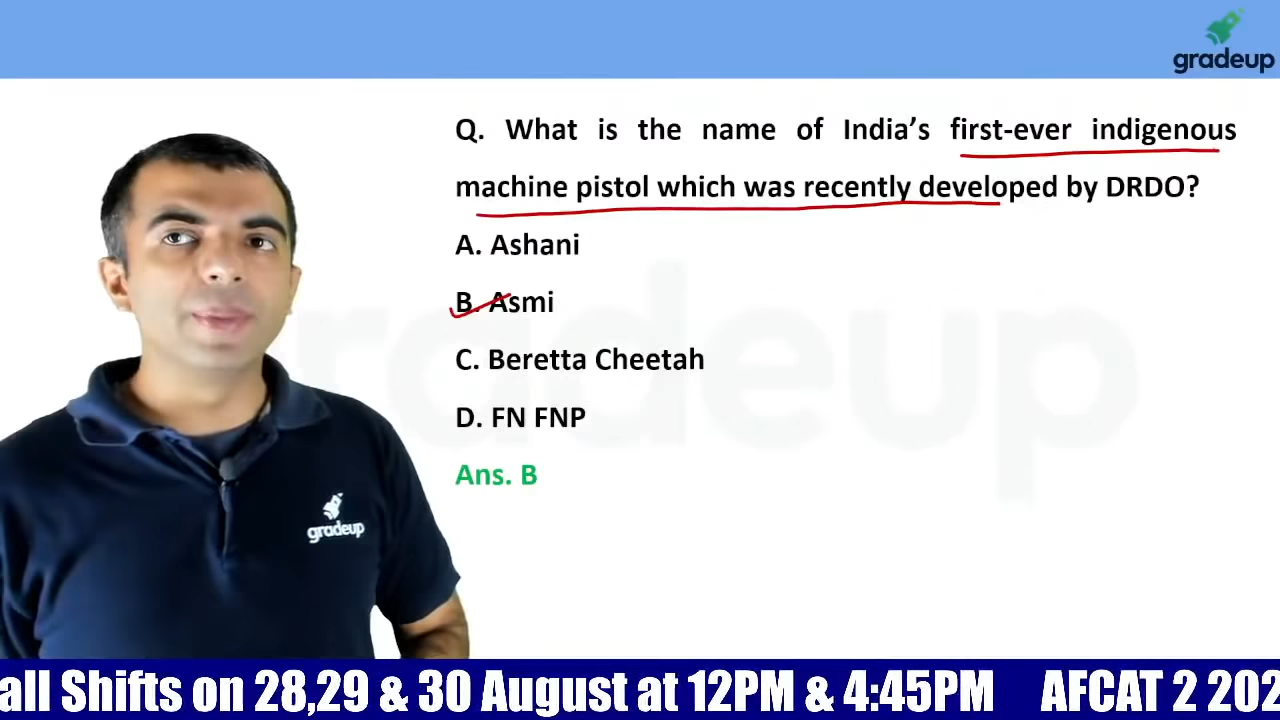 gradeup
Q. What is the name of India's first-ever indigenous
machine pistol which was recently developed by DRDO?
A. Ashani
B. Asmi
C. Beretta Cheetah
D. FN FNP
Ans. B
gradeup
gradeup
all Shifts on 28,29 & 30 August at 12PM & 4:45PM AFCAT 2 202